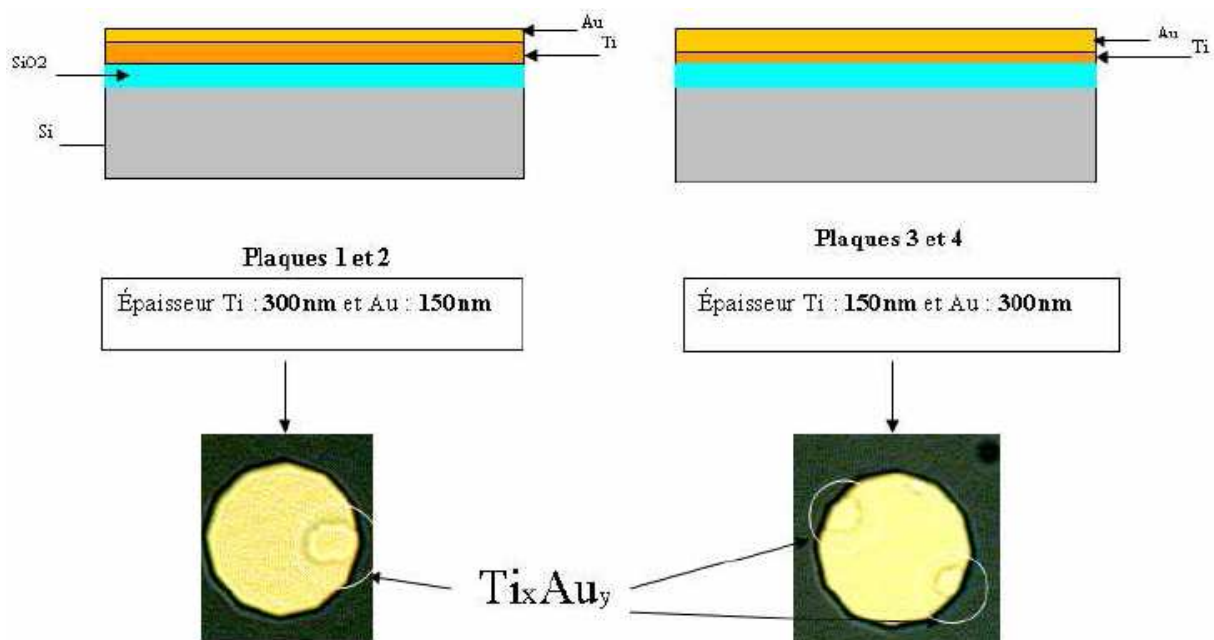 Au
Ti
SiO2
Si
Au
Ti
Plaques 1 et 2
Épaisseur Ti : 300nm et Au : 150nm
Plaques 3 et 4
Épaisseur Ti : 150nm et Au : 300nm
TixAuy